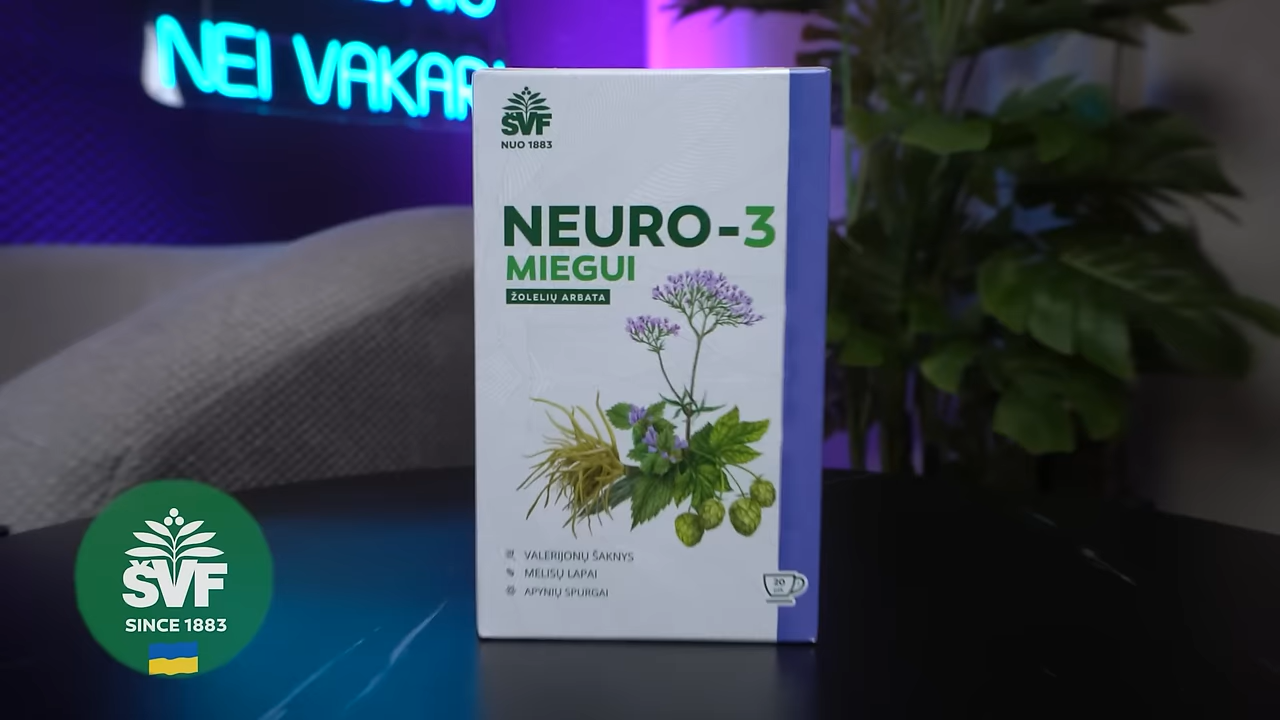 NEI VAKAR
ŠVF
NUO 1883
NEURO-3
MIEGUI
ŽOLELIŲ ARBATA
VALERIJONŲ ŠAKNYS
MELISŲ LAPAI
APYNIŲ SPURGAI
20
ŠVF
SINCE 1883